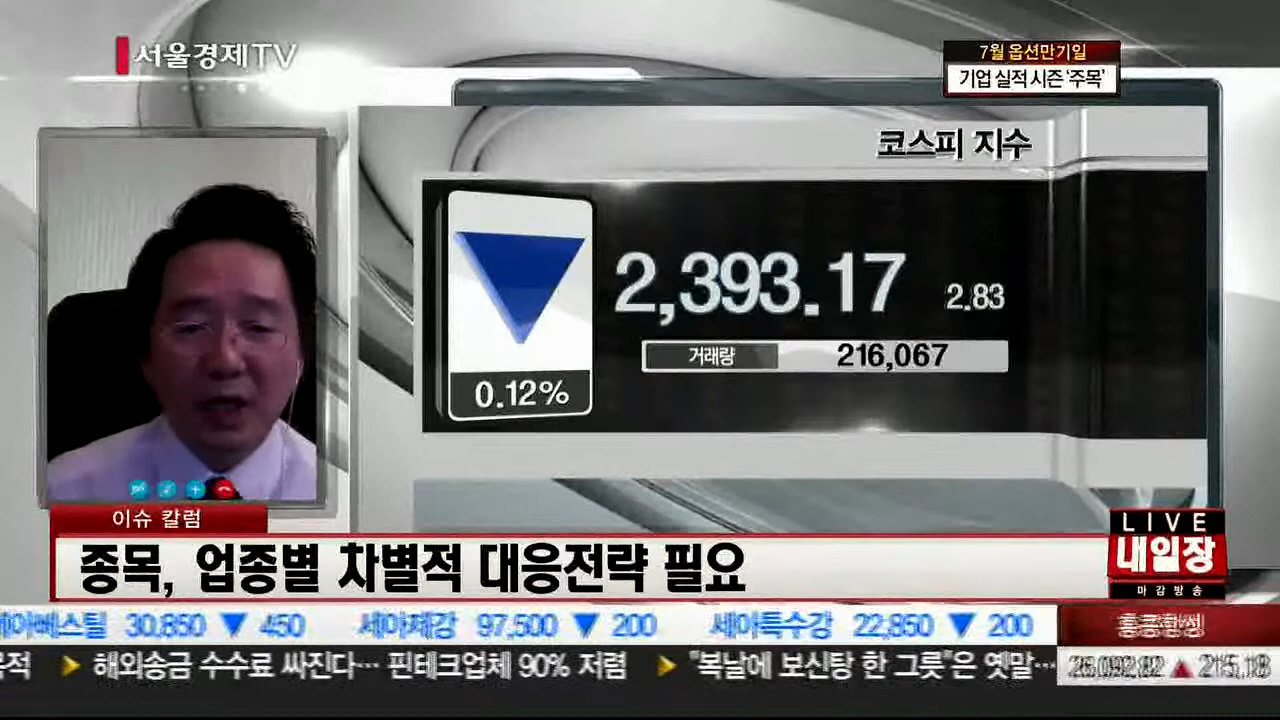 서울경제TV
7월 옵션만기일
기업 실적 시즌 '주목'
코스피 지수
2,393.17 2.83
0.12%
거래량 216,067
이슈 칼럼
종목, 업종별 차별적 대응전략 필요
LIVE
내일장
마감방송
세아베스틸 30,850 ▼ 450 세아제강 97,500 ▼ 200 세아특수강 22,850 ▼ 200
해외송금 수수료 싸진다… 핀테크업체 90% 저렴 "복날에 보신탕 한 그릇"은 옛말…